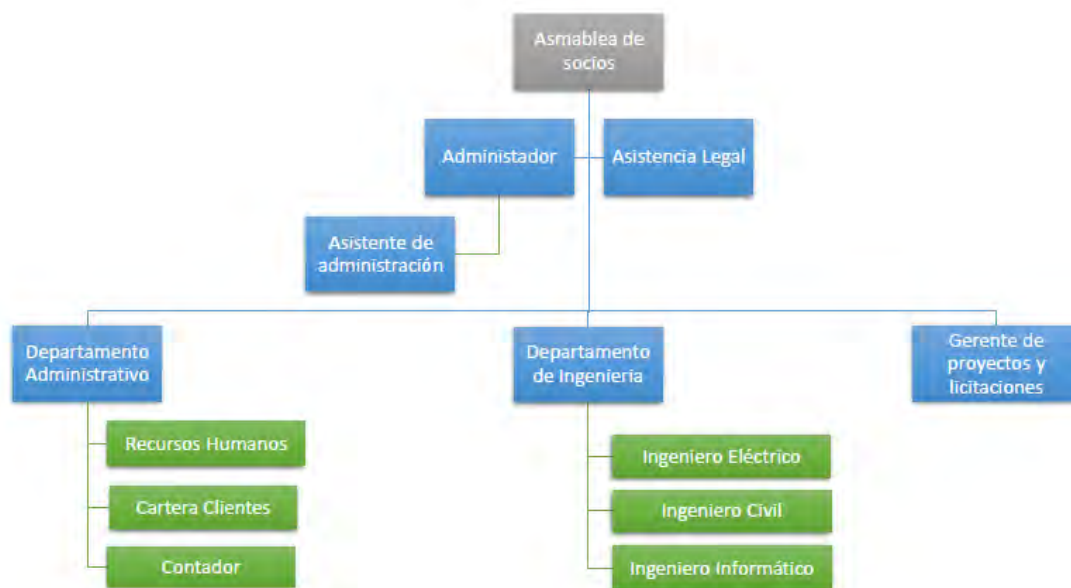 Asmablea de
socios
Administador
Asistencia Legal
Asistente de
administración
Departamento
Administrativo
Departamento
de Ingenieria
Gerente de
proyectos y
licitaciones
Recursos Humanos
Cartera Clientes
Contador
Ingeniero Eléctrico
Ingeniero Civil
Ingeniero Informático